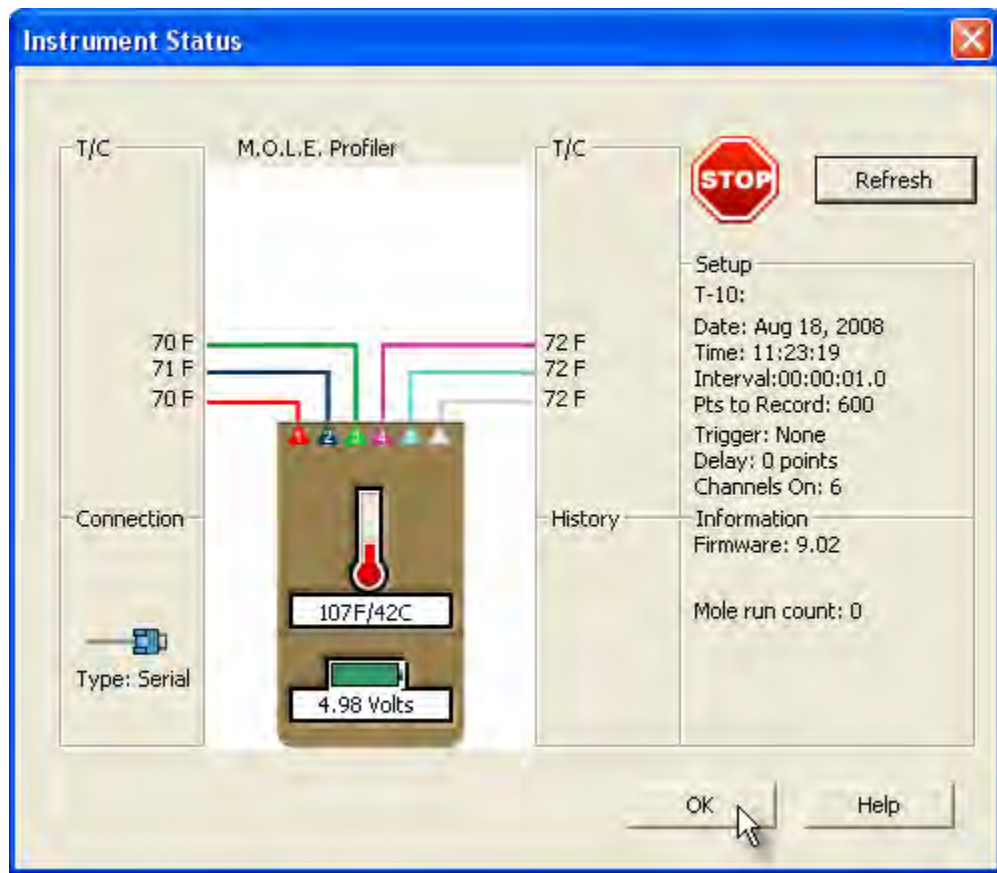 Instrument Status
T/C
M.O.L.E. Profiler
T/C
STOP
Refresh
70 F
71 F
70 F
72 F
72 F
72 F
1 2 3 4
Setup
T-10:
Date: Aug 18, 2008
Time: 11:23:19
Interval:00:00:01.0
Pts to Record: 600
Trigger: None
Delay: 0 points
Channels On: 6
Connection
Type: Serial
107F/42C
4.98 Volts
History
Information
Firmware: 9.02
Mole run count: 0
OK
Help